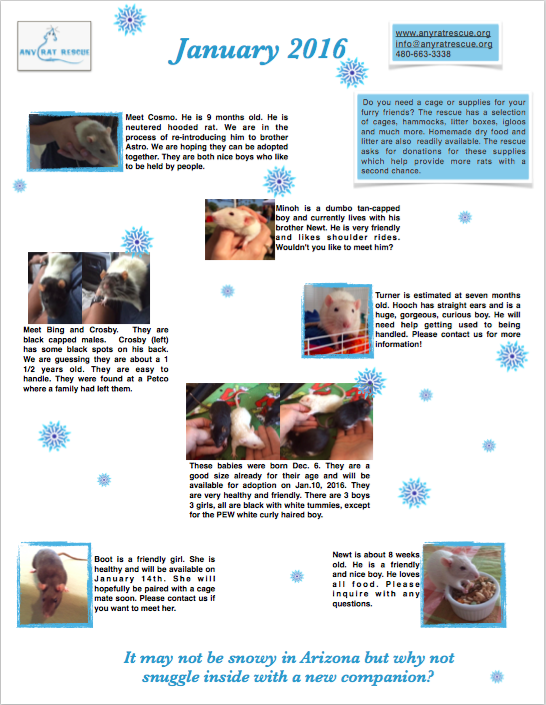 ANY RAT RESCUE
January 2016
www.anyratrescue.org
info@anyratrescue.org
480-663-3338
Do you need a cage or supplies for your
furry friends? The rescue has a selection
of cages, hammocks, litter boxes, igloos
and much more. Homemade dry food and
litter are also readily available. The rescue
asks for donations for these supplies
which help provide more rats with a
second chance.
Meet Cosmo. He is 9 months old. He is
neutered hooded rat. We are in the
process of re-introducing him to brother
Astro. We are hoping they can be adopted
together. They are both nice boys who like
to be held by people.
Minoh is a dumbo tan-capped
boy and currently lives with his
brother Newt. He is very friendly
and likes shoulder rides.
Wouldn't you like to meet him?
Meet Bing and Crosby. They are
black capped males. Crosby (left)
has some black spots on his back.
We are guessing they are about a 1
1/2 years old. They are easy to
handle. They were found at a Petco
where a family had left them.
Turner is estimated at seven months
old. Hooch has straight ears and is a
huge, gorgeous, curious boy. He will
need help getting used to being
handled. Please contact us for more
information!
These babies were born Dec. 6. They are a
good size already for their age and will be
available for adoption on Jan.10, 2016. They
are very healthy and friendly. There are 3 boys
3 girls, all are black with white tummies, except
for the PEW white curly haired boy.
Boot is a friendly girl. She is
healthy and will be available on
January 14th. She will
hopefully be paired with a cage
mate soon. Please contact us if
you want to meet her.
Newt is about 8 weeks
old. He is a friendly
and nice boy. He loves
all food. Please
inquire with any
questions.
It may not be snowy in Arizona but why not
snuggle inside with a new companion?